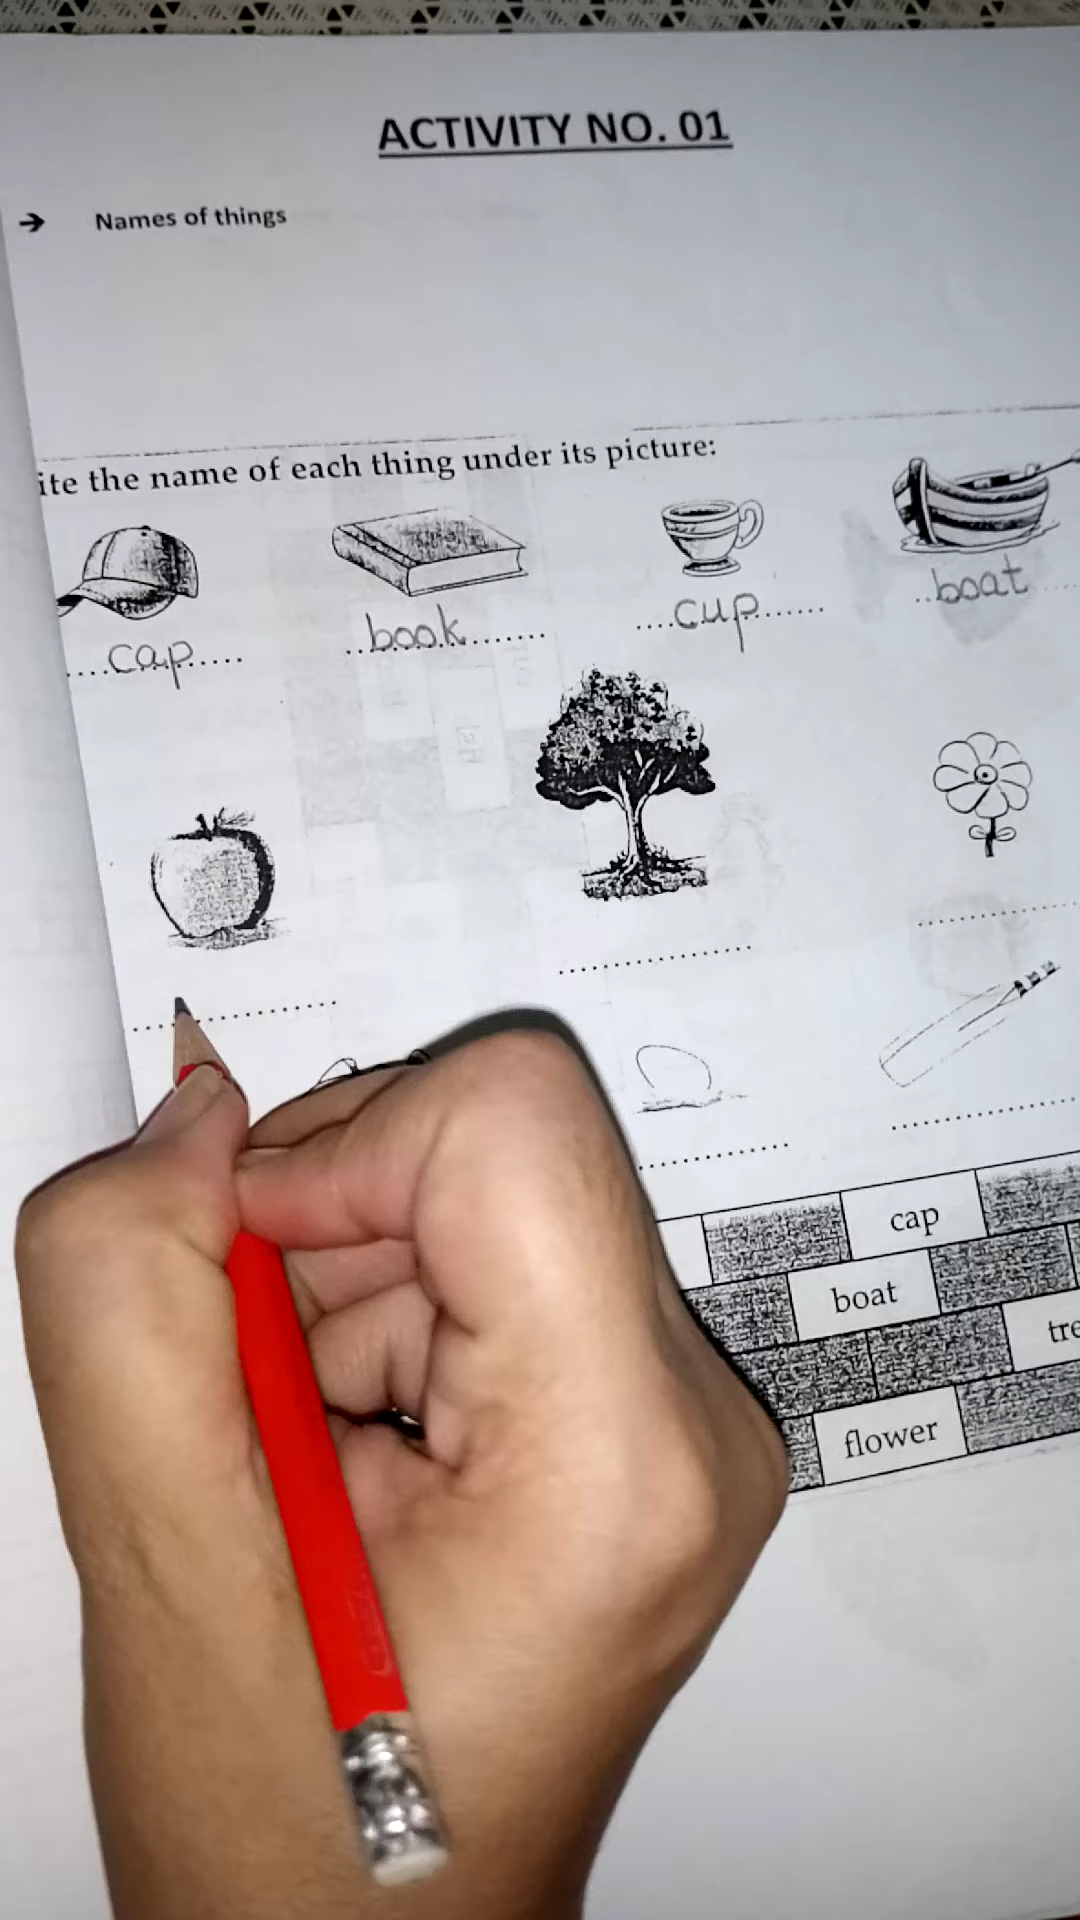 ACTIVITY NO. 01
→ Names of things
ite the name of each thing under its picture:
....cap..... ..book....... ....cup....... ..boat....
cap
boat
tre
flower